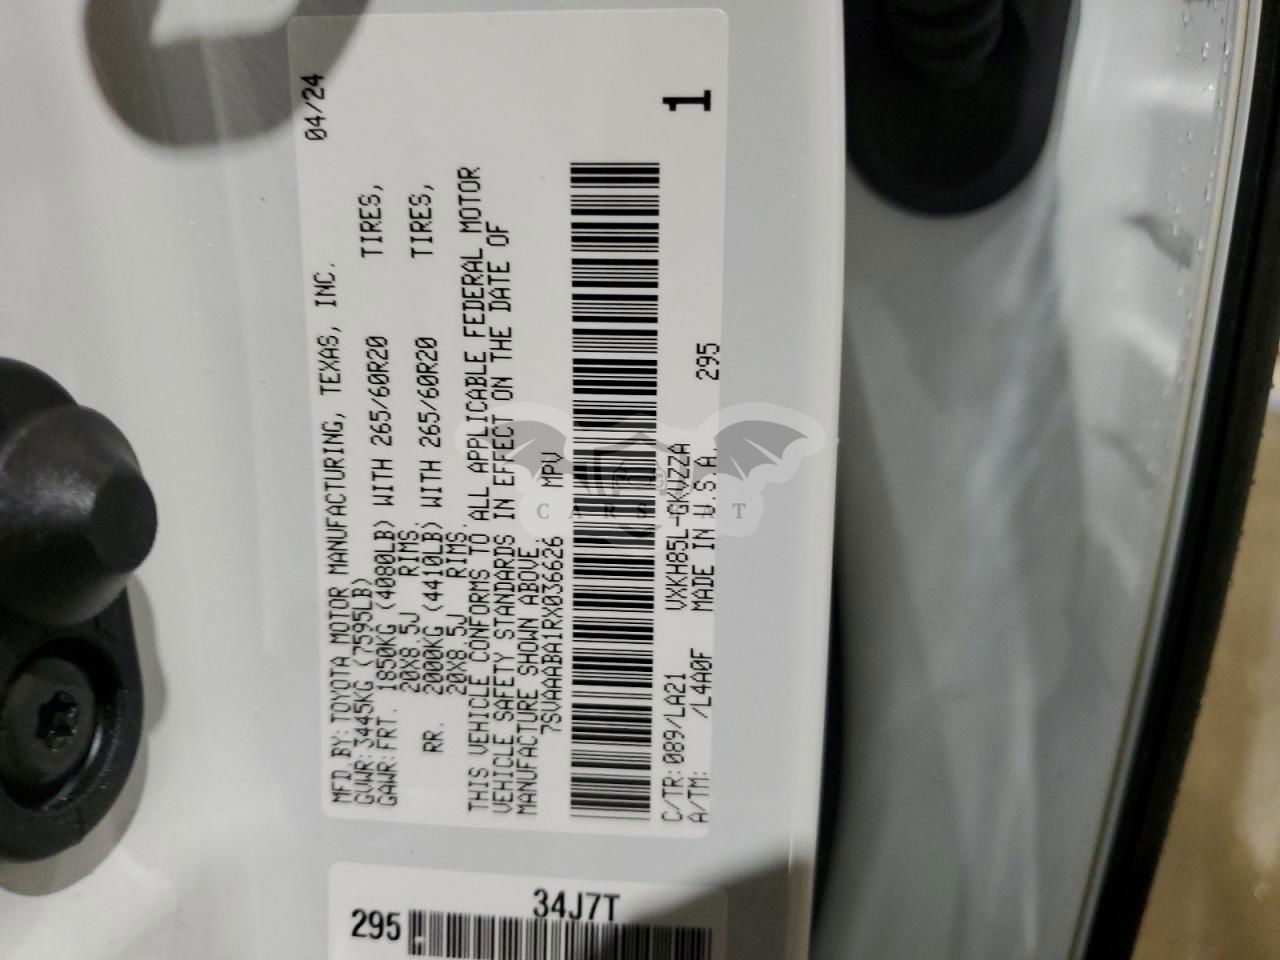 MFD. BY: TOYOTA MOTOR MANUFACTURING, TEXAS, INC. 04/24
GVWR: 3445KG (7595LB)
GAWR: FRT. 1850KG (4080LB) WITH 265/60R20 TIRES,
20X8.5J RIMS.
RR. 2000KG (4410LB) WITH 265/60R20 TIRES,
20X8.5J RIMS.
THIS VEHICLE CONFORMS TO ALL APPLICABLE FEDERAL MOTOR
VEHICLE SAFETY STANDARDS IN EFFECT ON THE DATE OF
MANUFACTURE SHOWN ABOVE.
7SVAAABA1RX036626 MPV
C/TR: 089/LA21 VXKH85L-GKUZZA 1
A/TM: /L4A0F MADE IN U.S.A. 295
34J7T
295
CARSTAT